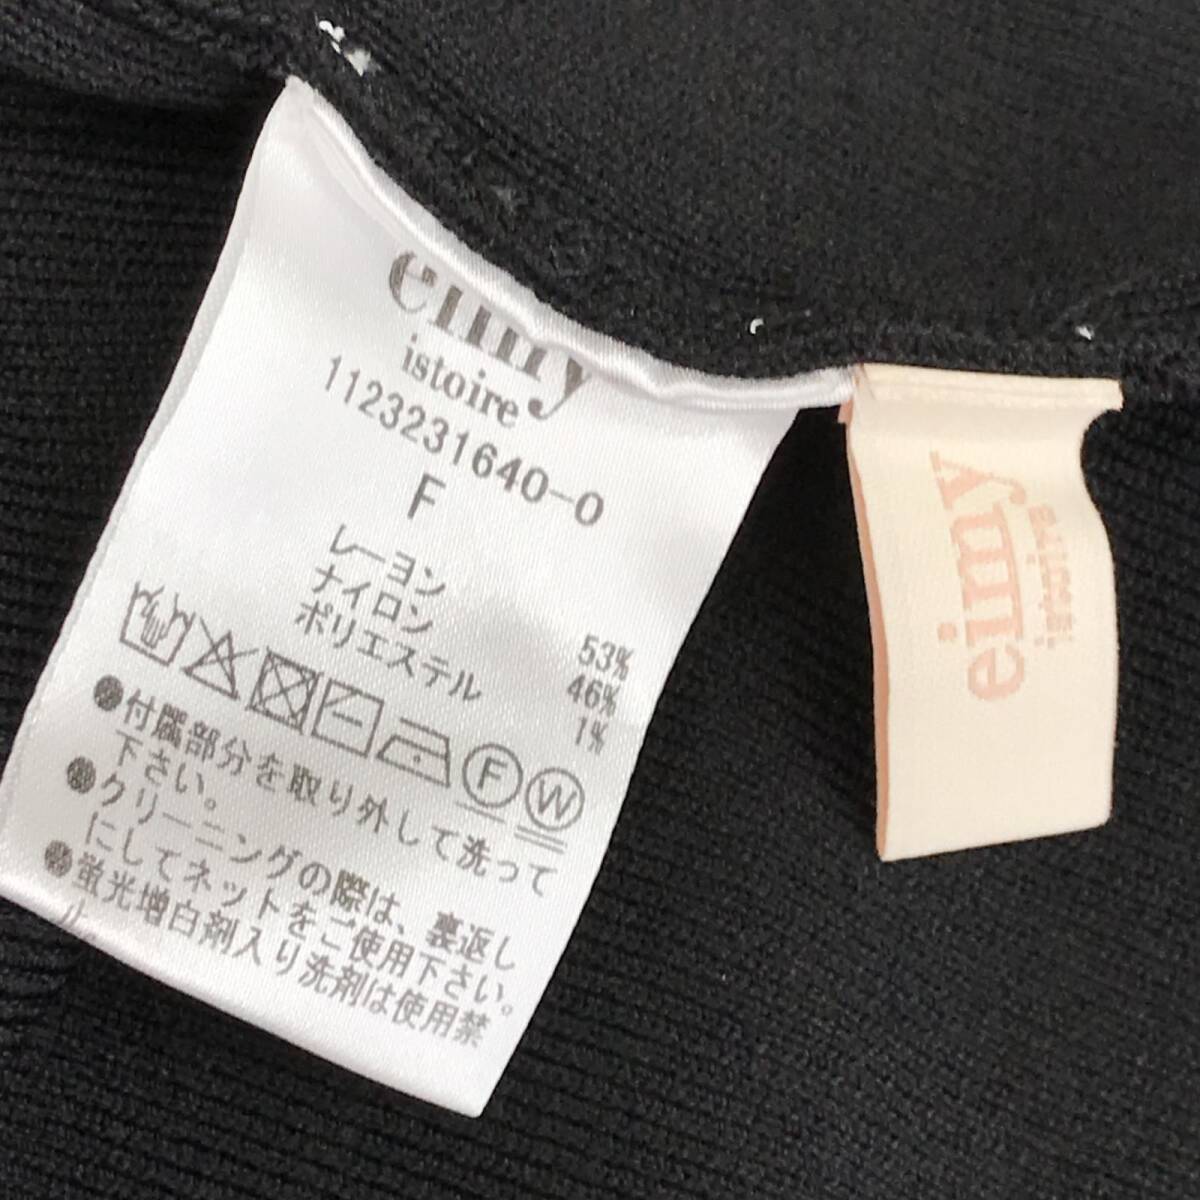 eimy
istoire
1123231640-0
F
レーヨン 53%
ナイロン 46%
ポリエステル 1%
F W
●付属部分を取り外して洗って
下さい。
●クリーニングの際は、裏返し
にしてネットをご使用下さい。
●蛍光増白剤入り洗剤は使用禁
止
eimy
istoire